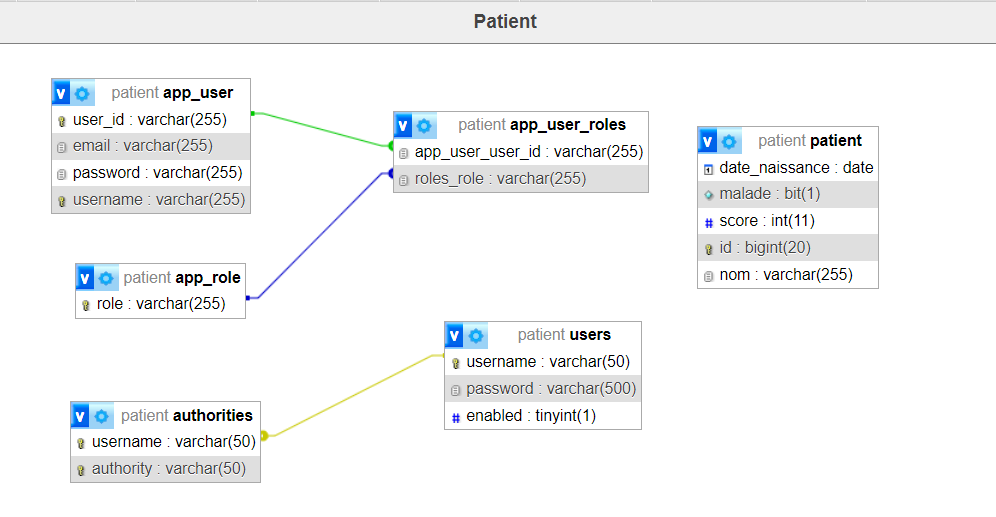 Patient
v patient app_user
user_id : varchar(255)
email : varchar(255)
password : varchar(255)
username : varchar(255)
v patient app_user_roles
app_user_user_id : varchar(255)
roles_role : varchar(255)
v patient patient
date_naissance : date
malade : bit(1)
# score : int(11)
id : bigint(20)
nom : varchar(255)
v patient app_role
role : varchar(255)
v patient users
username : varchar(50)
password : varchar(500)
# enabled : tinyint(1)
v patient authorities
username : varchar(50)
authority : varchar(50)